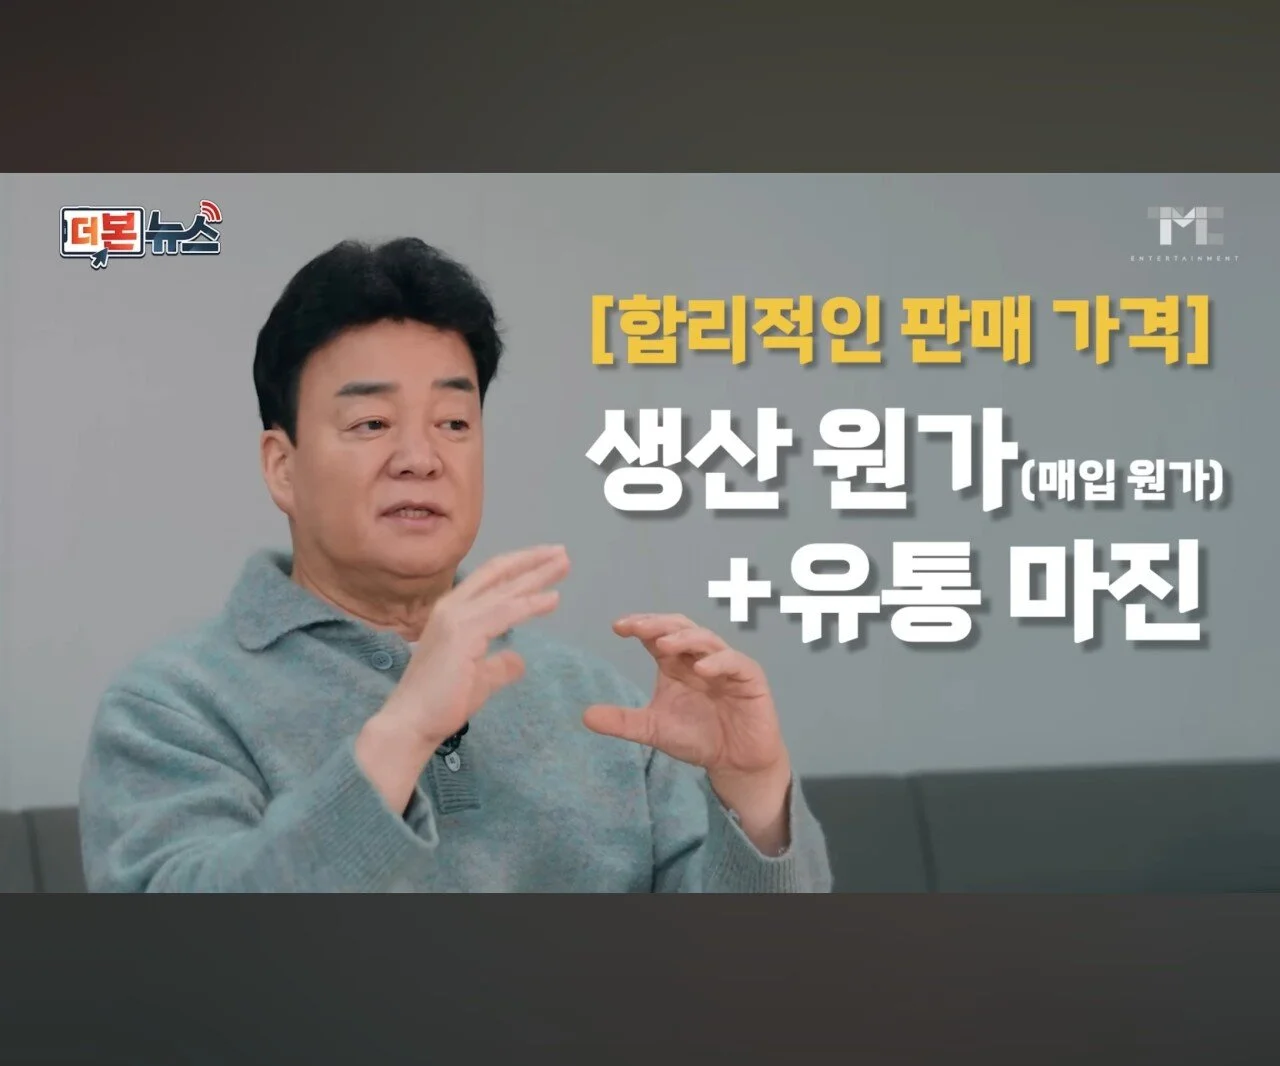 더본뉴스
TMC
ENTERTAINMENT
[합리적인 판매 가격]
생산 원가(매입 원가)
+유통 마진